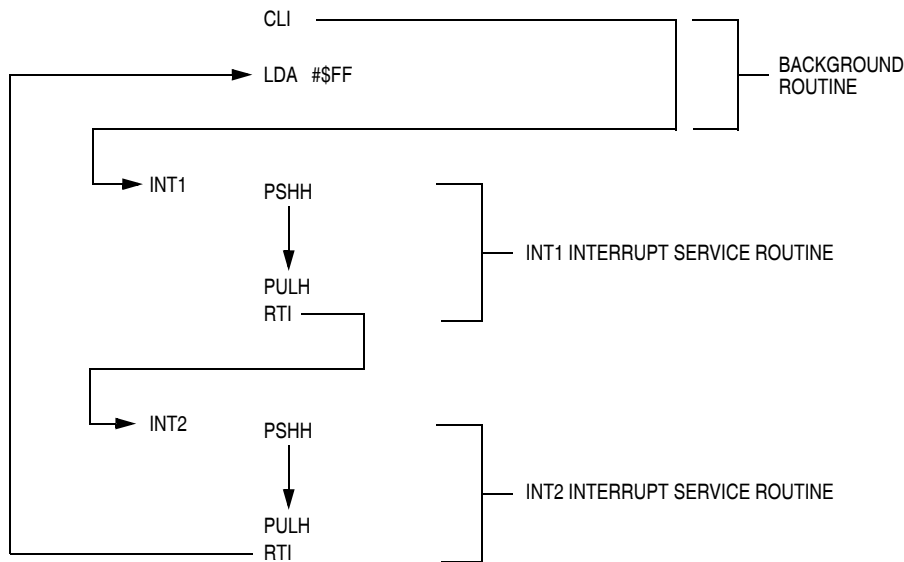 CLI
LDA #$FF
BACKGROUND
ROUTINE
INT1
PSHH
INT1 INTERRUPT SERVICE ROUTINE
PULH
RTI
INT2
PSHH
INT2 INTERRUPT SERVICE ROUTINE
PULH
RTI